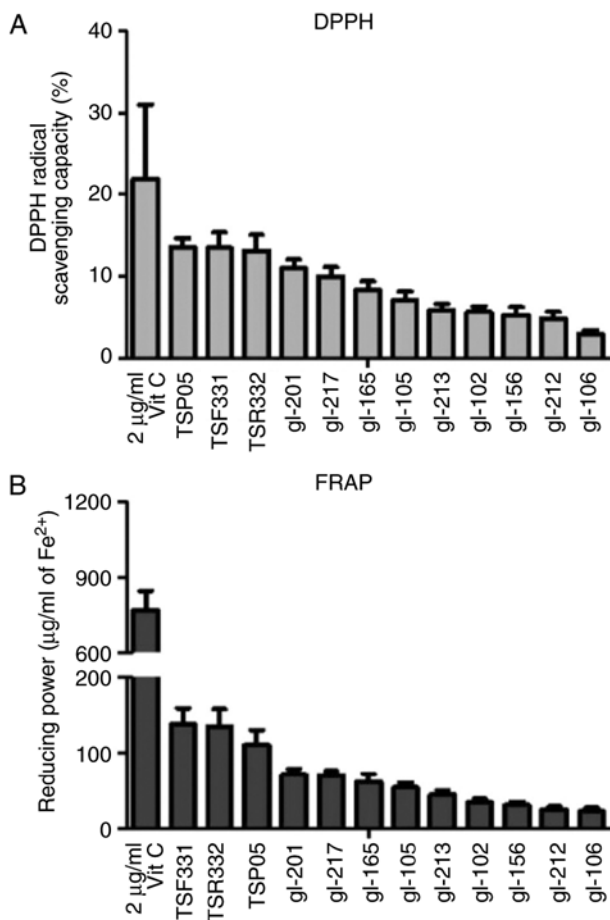 A
DPPH
DPPH radical
scavenging capacity (%)
40
30
20
10
0
2 μg/ml
Vit C
TSP05
TSF331
TSR332
gl-201
gl-217
gl-165
gl-105
gl-213
gl-102
gl-156
gl-212
gl-106
B
FRAP
Reducing power (μg/ml of Fe²⁺)
1200
900
600
200
100
0
2 μg/ml
Vit C
TSF331
TSR332
TSP05
gl-201
gl-217
gl-165
gl-105
gl-213
gl-102
gl-156
gl-212
gl-106